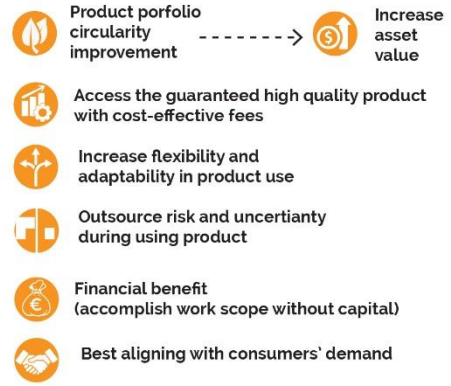 Product porfolio
circularity
improvement
Increase
asset
value
Access the guaranteed high quality product
with cost-effective fees
Increase flexibility and
adaptability in product use
Outsource risk and uncertianty
during using product
Financial benefit
(accomplish work scope without capital)
Best aligning with consumers' demand